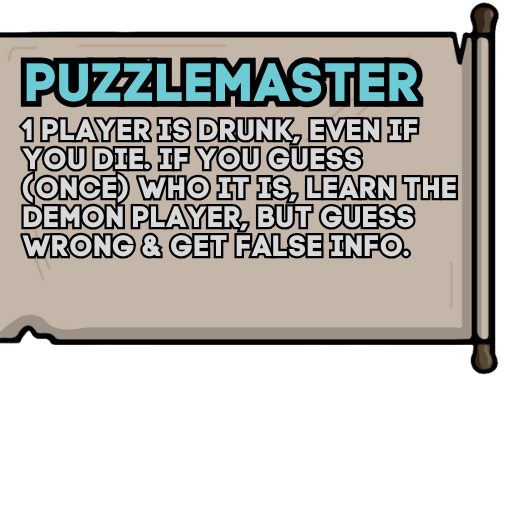 PUZZLEMASTER
1 PLAYER IS DRUNK, EVEN IF
YOU DIE. IF YOU GUESS
(ONCE) WHO IT IS, LEARN THE
DEMON PLAYER, BUT GUESS
WRONG & GET FALSE INFO.